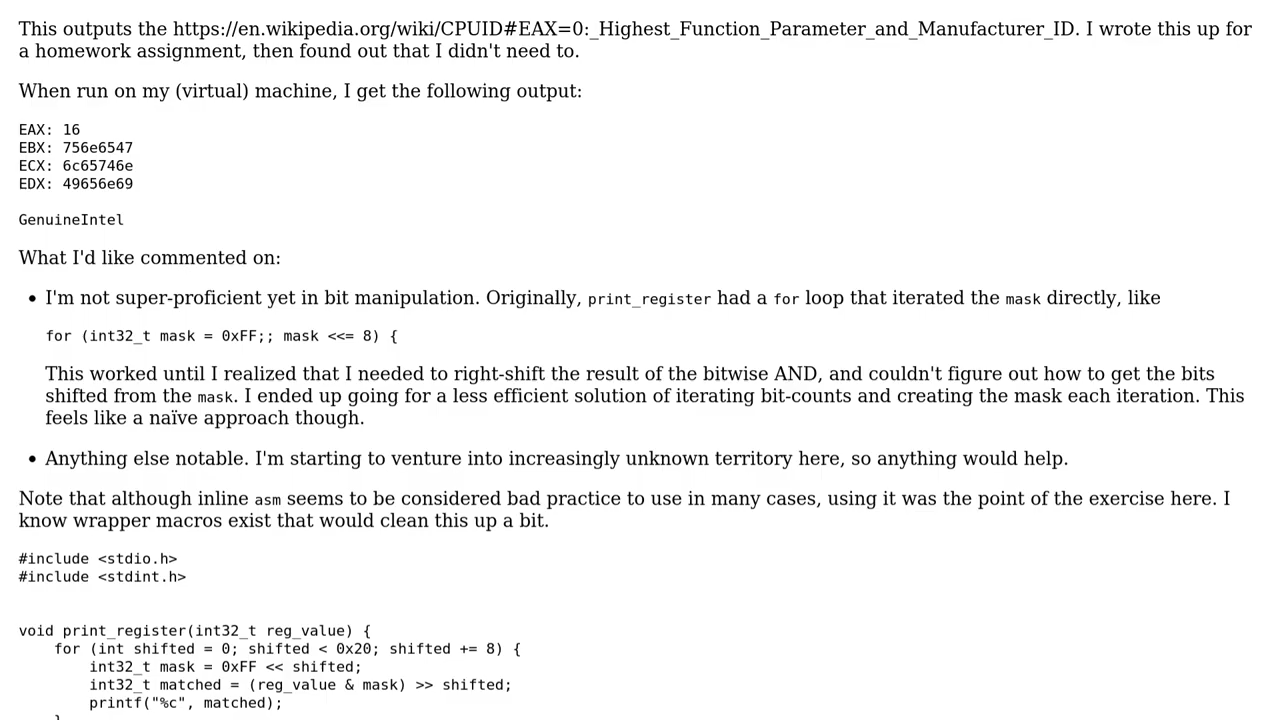 This outputs the https://en.wikipedia.org/wiki/CPUID#EAX=0:_Highest_Function_Parameter_and_Manufacturer_ID. I wrote this up for
a homework assignment, then found out that I didn't need to.
When run on my (virtual) machine, I get the following output:
EAX: 16
EBX: 756e6547
ECX: 6c65746e
EDX: 49656e69
GenuineIntel
What I'd like commented on:
• I'm not super-proficient yet in bit manipulation. Originally, print_register had a for loop that iterated the mask directly, like
for (int32_t mask = 0xFF;; mask <<= 8) {
This worked until I realized that I needed to right-shift the result of the bitwise AND, and couldn't figure out how to get the bits
shifted from the mask. I ended up going for a less efficient solution of iterating bit-counts and creating the mask each iteration. This
feels like a naïve approach though.
• Anything else notable. I'm starting to venture into increasingly unknown territory here, so anything would help.
Note that although inline asm seems to be considered bad practice to use in many cases, using it was the point of the exercise here. I
know wrapper macros exist that would clean this up a bit.
#include <stdio.h>
#include <stdint.h>
void print_register(int32_t reg_value) {
    for (int shifted = 0; shifted < 0x20; shifted += 8) {
        int32_t mask = 0xFF << shifted;
        int32_t matched = (reg_value & mask) >> shifted;
        printf("%c", matched);
    }